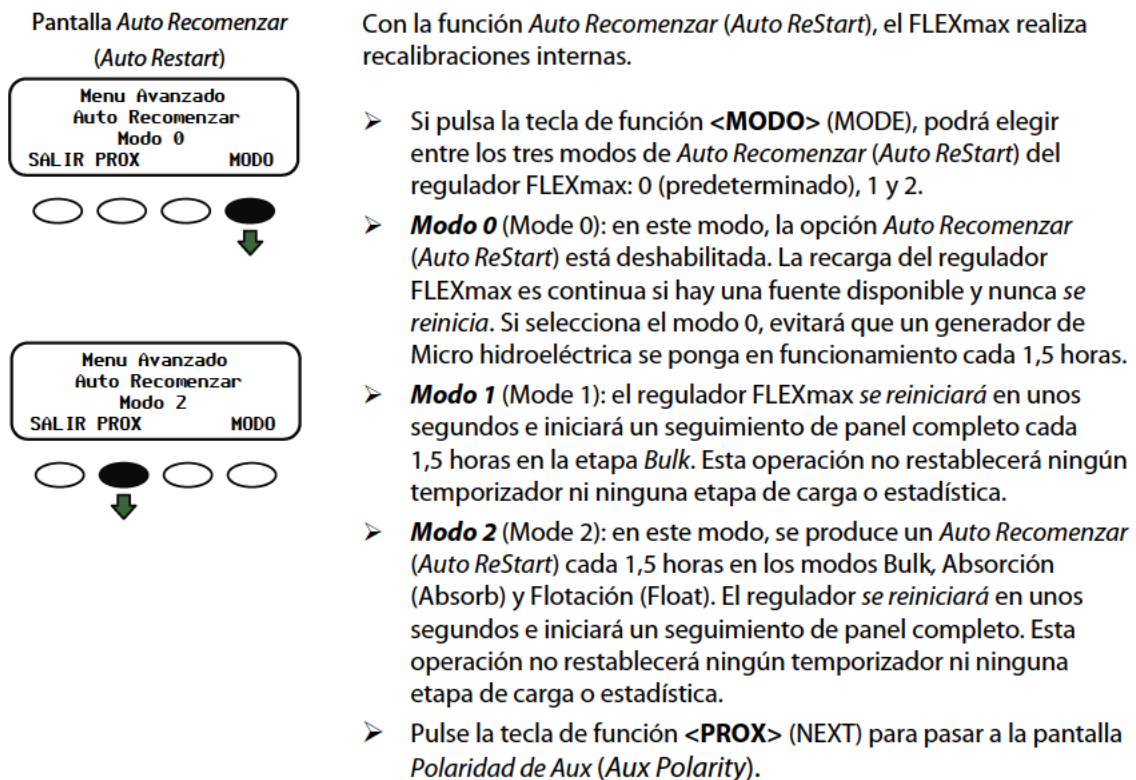 Pantalla Auto Recomenzar
(Auto Restart)
Menu Avanzado
Auto Recomenzar
Modo 0
SALIR PROX MODO
Menu Avanzado
Auto Recomenzar
Modo 2
SALIR PROX MODO
Con la función Auto Recomenzar (Auto ReStart), el FLEXmax realiza
recalibraciones internas.
➢ Si pulsa la tecla de función <MODO> (MODE), podrá elegir
entre los tres modos de Auto Recomenzar (Auto ReStart) del
regulador FLEXmax: 0 (predeterminado), 1 y 2.
➢ Modo 0 (Mode 0): en este modo, la opción Auto Recomenzar
(Auto ReStart) está deshabilitada. La recarga del regulador
FLEXmax es continua si hay una fuente disponible y nunca se
reinicia. Si selecciona el modo 0, evitará que un generador de
Micro hidroeléctrica se ponga en funcionamiento cada 1,5 horas.
➢ Modo 1 (Mode 1): el regulador FLEXmax se reiniciará en unos
segundos e iniciará un seguimiento de panel completo cada
1,5 horas en la etapa Bulk. Esta operación no restablecerá ningún
temporizador ni ninguna etapa de carga o estadística.
➢ Modo 2 (Mode 2): en este modo, se produce un Auto Recomenzar
(Auto ReStart) cada 1,5 horas en los modos Bulk, Absorción
(Absorb) y Flotación (Float). El regulador se reiniciará en unos
segundos e iniciará un seguimiento de panel completo. Esta
operación no restablecerá ningún temporizador ni ninguna
etapa de carga o estadística.
➢ Pulse la tecla de función <PROX> (NEXT) para pasar a la pantalla
Polaridad de Aux (Aux Polarity).